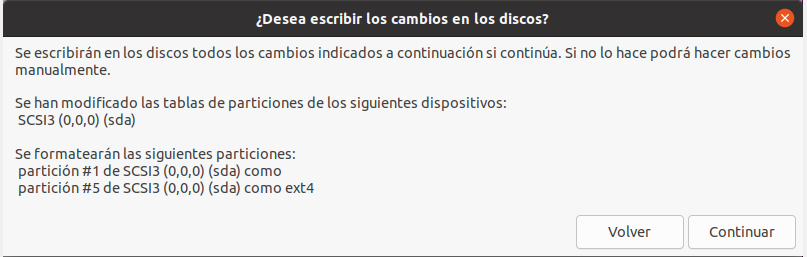 ¿Desea escribir los cambios en los discos?
Se escribirán en los discos todos los cambios indicados a continuación si continúa. Si no lo hace podrá hacer cambios
manualmente.
Se han modificado las tablas de particiones de los siguientes dispositivos:
SCSI3 (0,0,0) (sda)
Se formatearán las siguientes particiones:
partición #1 de SCSI3 (0,0,0) (sda) como
partición #5 de SCSI3 (0,0,0) (sda) como ext4
Volver
Continuar